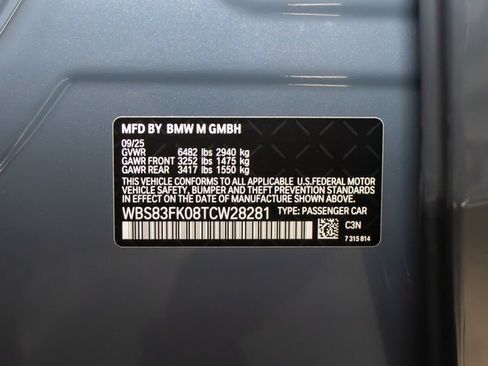 MFD BY BMW M GMBH
09/25
GVWR 6482 lbs 2940 kg
GAWR FRONT 3252 lbs 1475 kg
GAWR REAR 3417 lbs 1550 kg
THIS VEHICLE CONFORMS TO ALL APPLICABLE U.S.FEDERAL MOTOR
VEHICLE SAFETY, BUMPER, AND THEFT PREVENTION STANDARDS
IN EFFECT ON THE DATE OF MANUFACTURE SHOWN ABOVE.
WBS83FK08TCW28281 TYPE: PASSENGER CAR
C3N
7 315 814